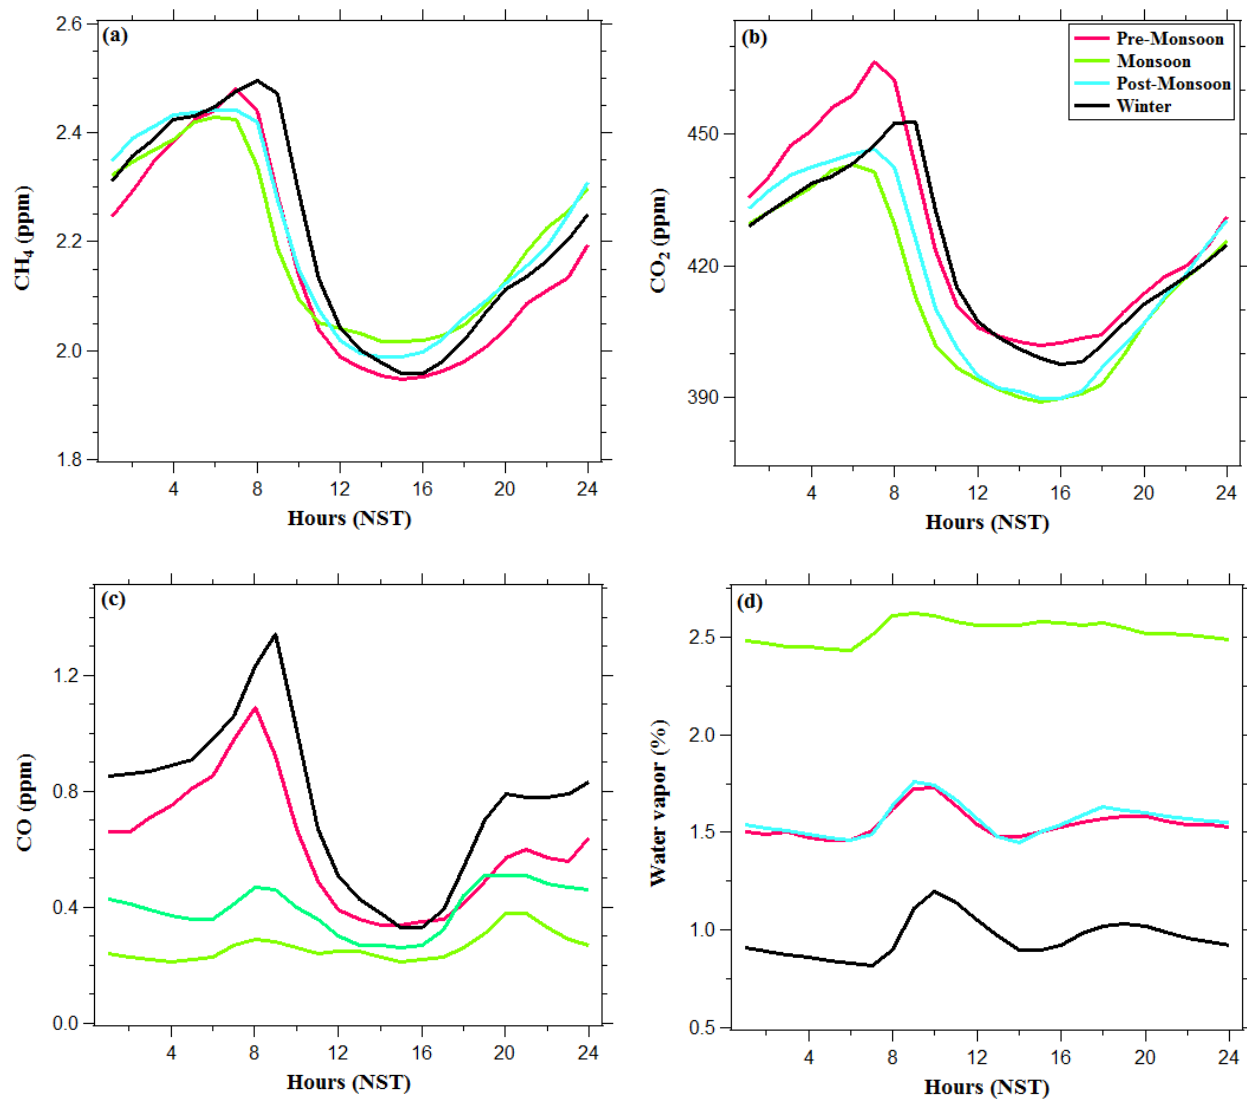 (a)
2.6
2.4
2.2
2.0
1.8
CH4 (ppm)
4 8 12 16 20 24
Hours (NST)
(b)
Pre-Monsoon
Monsoon
Post-Monsoon
Winter
450
420
390
CO2 (ppm)
4 8 12 16 20 24
Hours (NST)
(c)
1.2
0.8
0.4
0.0
CO (ppm)
4 8 12 16 20 24
Hours (NST)
(d)
2.5
2.0
1.5
1.0
0.5
Water vapor (%)
4 8 12 16 20 24
Hours (NST)